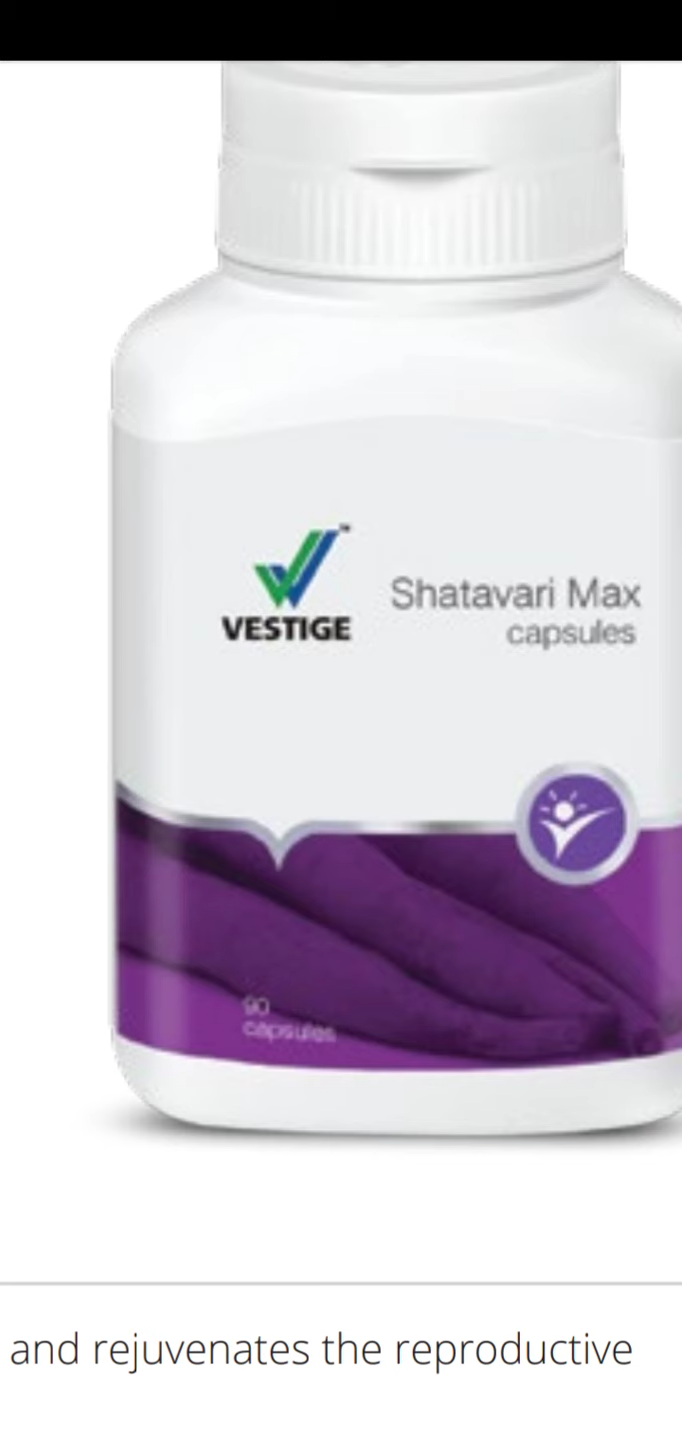 VESTIGE
Shatavari Max
capsules
90
capsules
and rejuvenates the reproductive